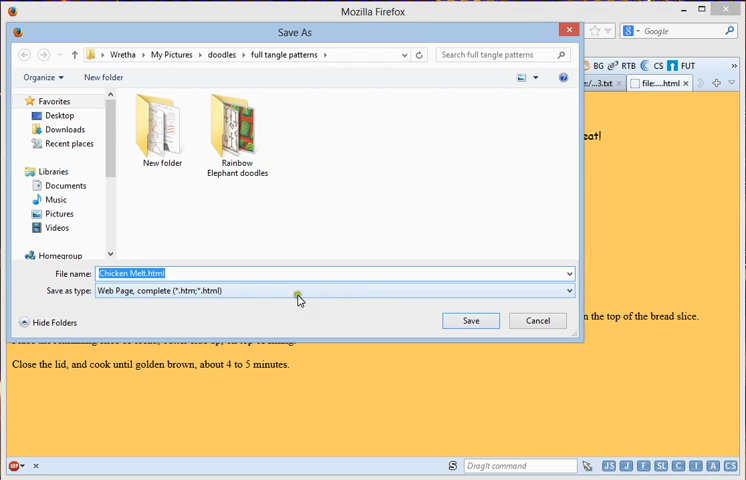 Mozilla Firefox
Save As
Wretha
My Pictures
doodles
full tangle patterns
Search full tangle patterns
Google
Organize
New folder
BG
RTB
CS
FUT
»
.3.txt
file:....html
Favorites
Desktop
Downloads
Recent places
Libraries
Documents
Music
Pictures
Videos
Homegroup
New folder
Rainbow
Elephant doodles
eat!
File name:
Chicken Melt.html
Save as type:
Web Page, complete (*.htm;*.html)
Hide Folders
Save
Cancel
n the top of the bread slice.
Close the lid, and cook until golden brown, about 4 to 5 minutes.
ABP
S
DragIt command
JS
J
F
SL
C
I
A
CS